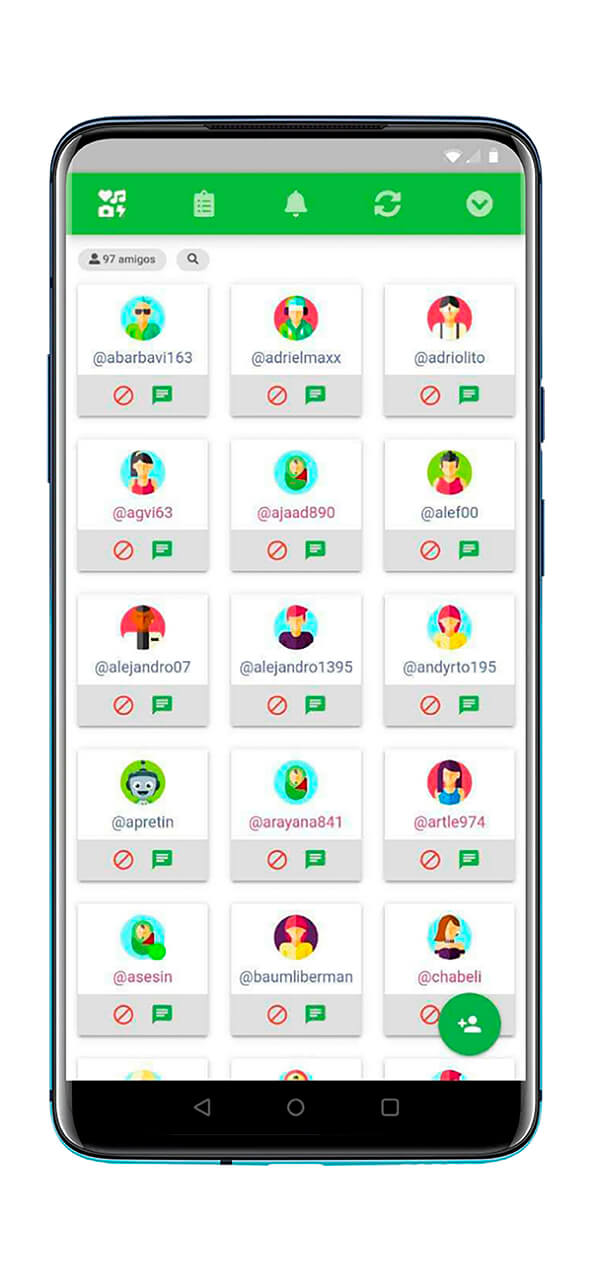 97 amigos
@abarbavi163 @adrielmaxx @adriolito
@agvi63 @ajaad890 @alef00
@alejandro07 @alejandro1395 @andyrto195
@apretin @arayana841 @artle974
@asesin @baumliberman @chabeli